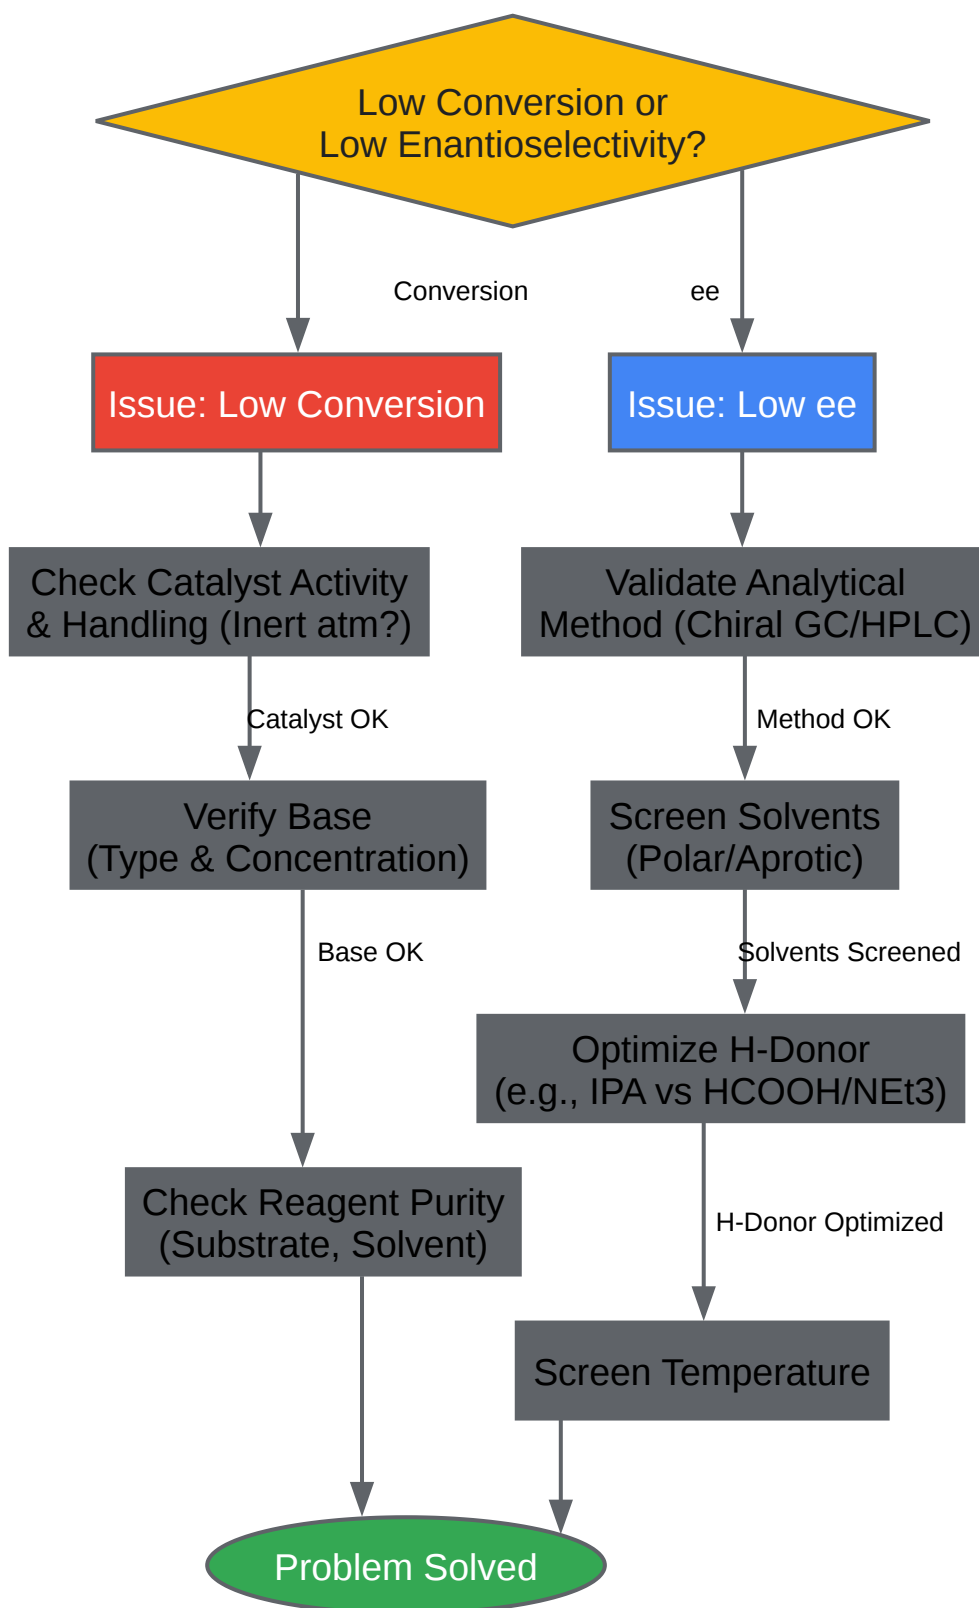 Low Conversion or
Low Enantioselectivity?
Conversion
ee
Issue: Low Conversion
Issue: Low ee
Check Catalyst Activity
& Handling (Inert atm?)
Validate Analytical
Method (Chiral GC/HPLC)
Catalyst OK
Method OK
Verify Base
(Type & Concentration)
Screen Solvents
(Polar/Aprotic)
Base OK
Solvents Screened
Optimize H-Donor
(e.g., IPA vs HCOOH/NEt3)
Check Reagent Purity
(Substrate, Solvent)
H-Donor Optimized
Screen Temperature
Problem Solved